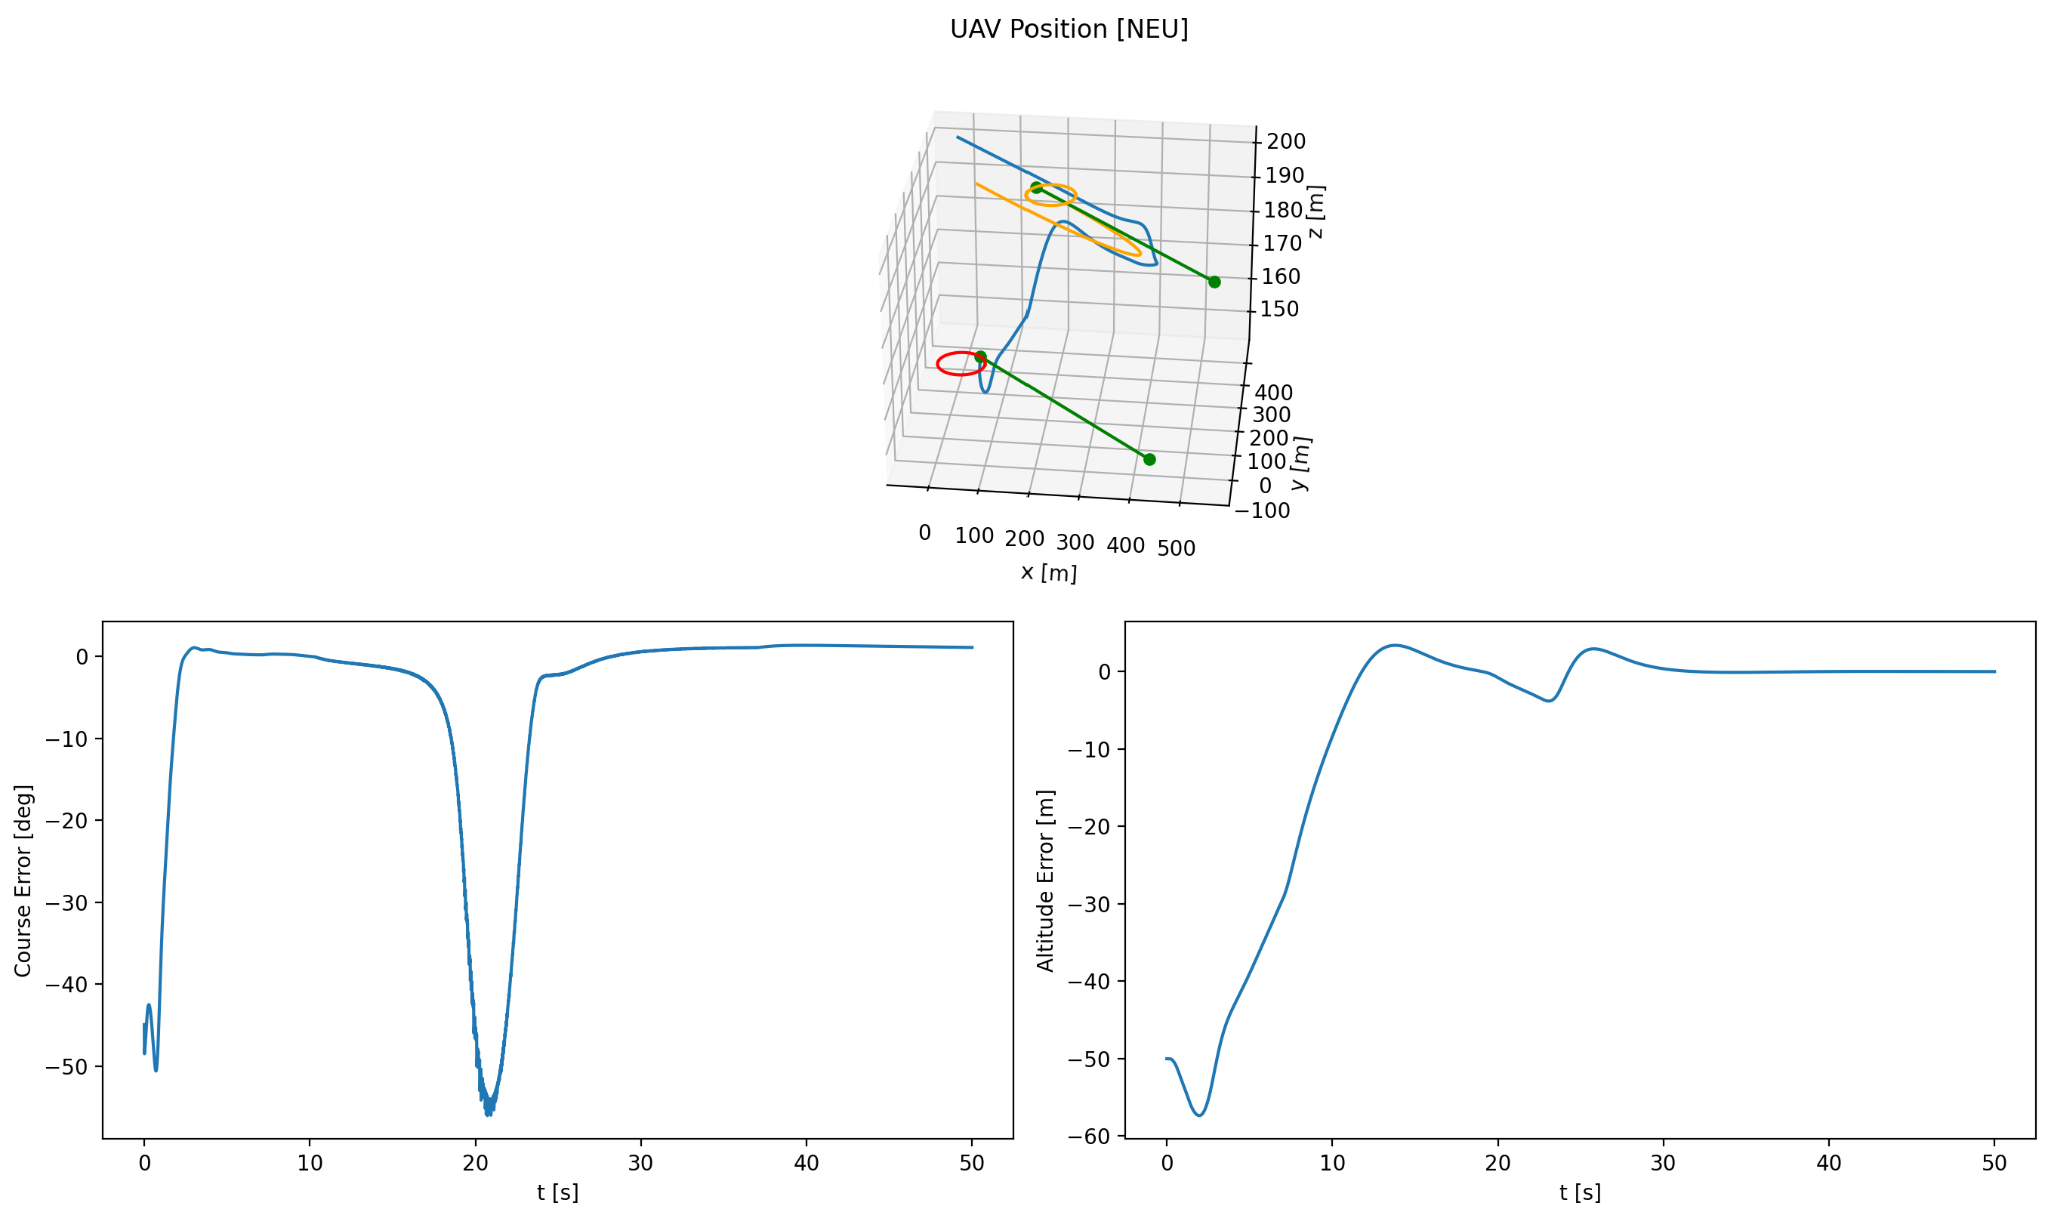 UAV Position [NEU]
200
190
180
170
160
150
z [m]
400
300
200
100
0
−100
y [m]
0 100 200 300 400 500
x [m]
0
−10
−20
−30
−40
−50
Course Error [deg]
0 10 20 30 40 50
t [s]
0
−10
−20
−30
−40
−50
−60
Altitude Error [m]
0 10 20 30 40 50
t [s]